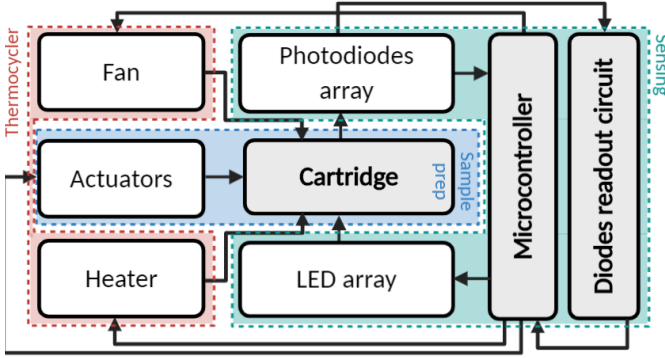 Thermocycler
Fan
Photodiodes
array
Microcontroller
Diodes readout circuit
Sensing
Actuators
Cartridge
Sample
prep
Heater
LED array